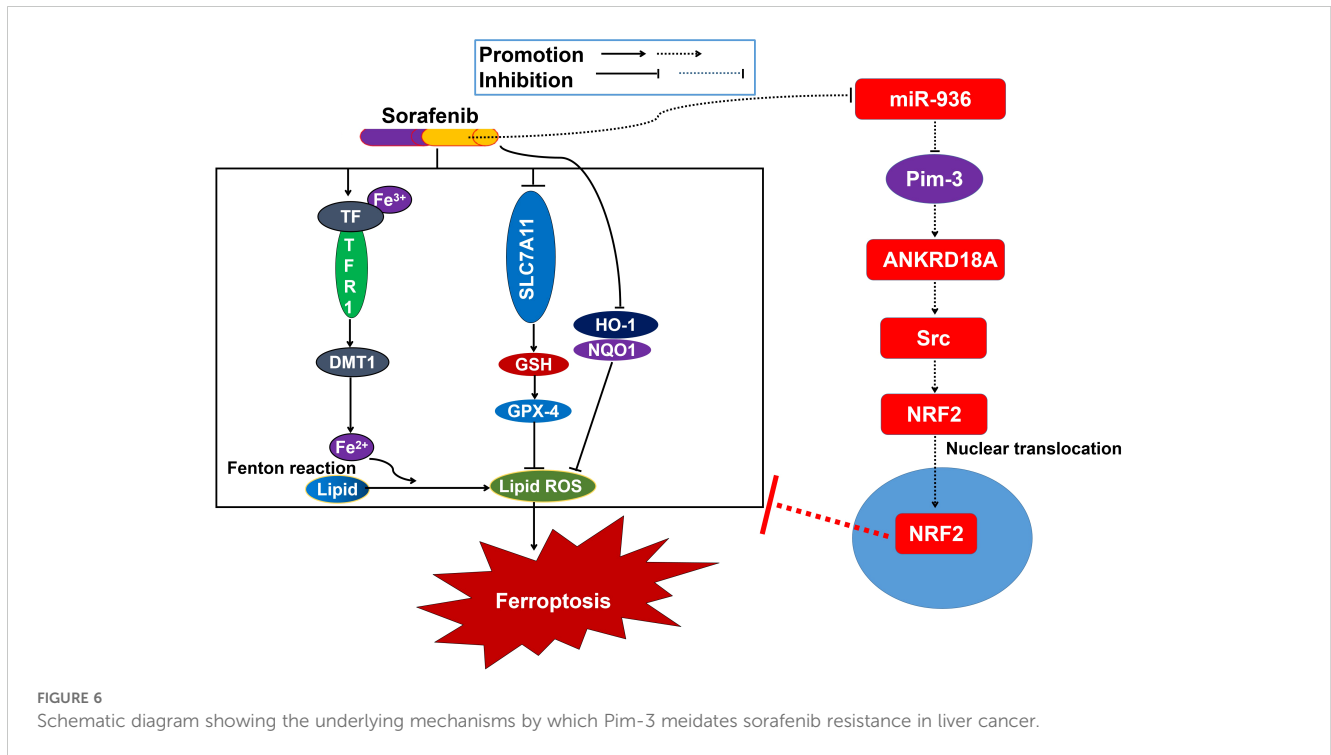 Promotion
Inhibition
Sorafenib
miR-936
Fe3+
TF
T
F
R
1
SLC7A11
Pim-3
ANKRD18A
HO-1
NQO1
Src
DMT1
GSH
GPX-4
NRF2
Nuclear translocation
Fe2+
Fenton reaction
Lipid
Lipid ROS
NRF2
Ferroptosis
FIGURE 6
Schematic diagram showing the underlying mechanisms by which Pim-3 meidates sorafenib resistance in liver cancer.